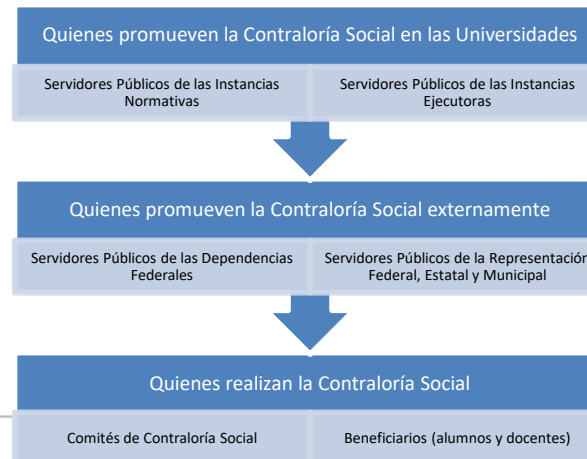 Quienes promueven la Contraloría Social en las Universidades
Servidores Públicos de las Instancias
Normativas
Servidores Públicos de las Instancias
Ejecutoras
Quienes promueven la Contraloría Social externamente
Servidores Públicos de las Dependencias
Federales
Servidores Públicos de la Representación
Federal, Estatal y Municipal
Quienes realizan la Contraloría Social
Comités de Contraloría Social
Beneficiarios (alumnos y docentes)